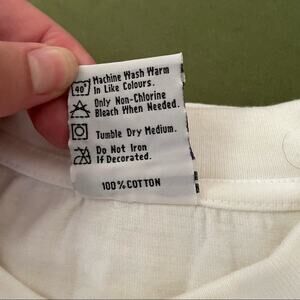 40° Machine Wash Warm
In Like Colours.
Only Non-Chlorine
Bleach When Needed.
Tumble Dry Medium.
Do Not Iron
If Decorated.
100% COTTON